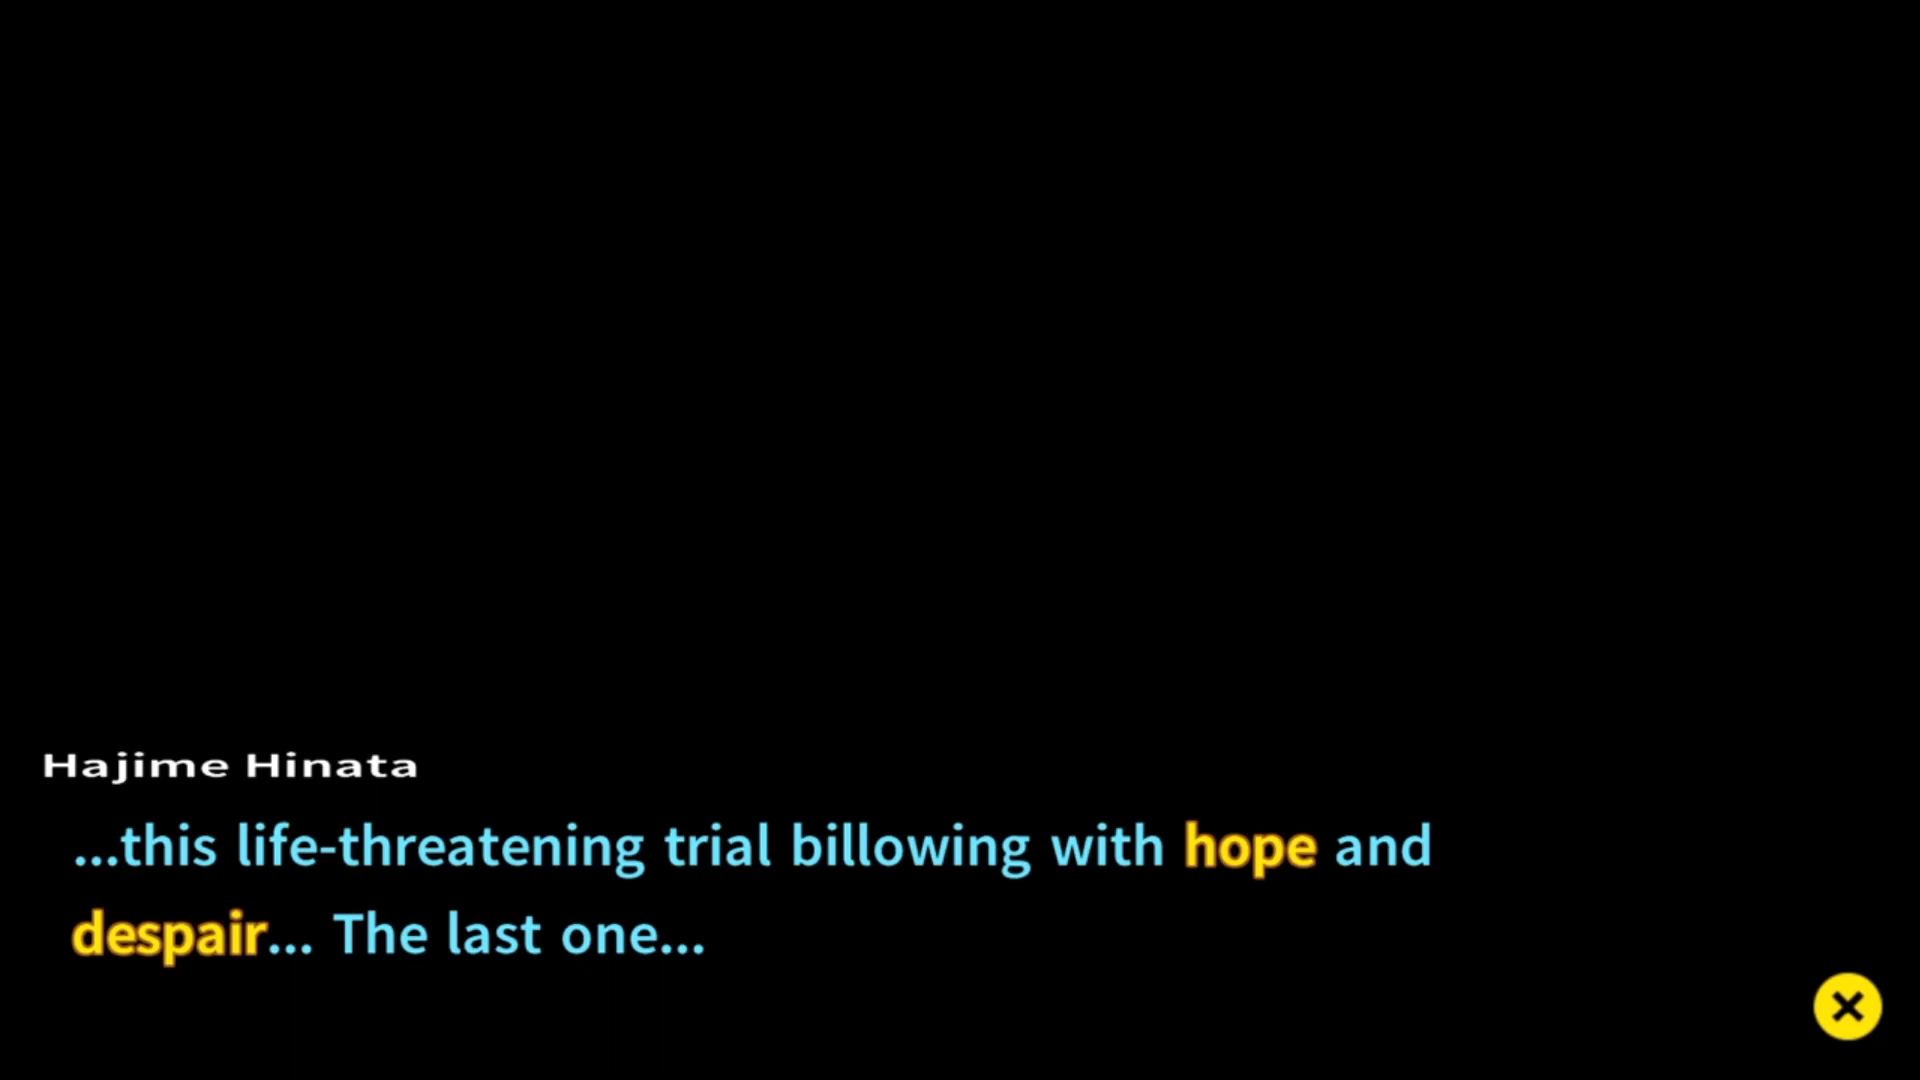 Hajime Hinata
...this life-threatening trial billowing with hope and
despair... The last one...